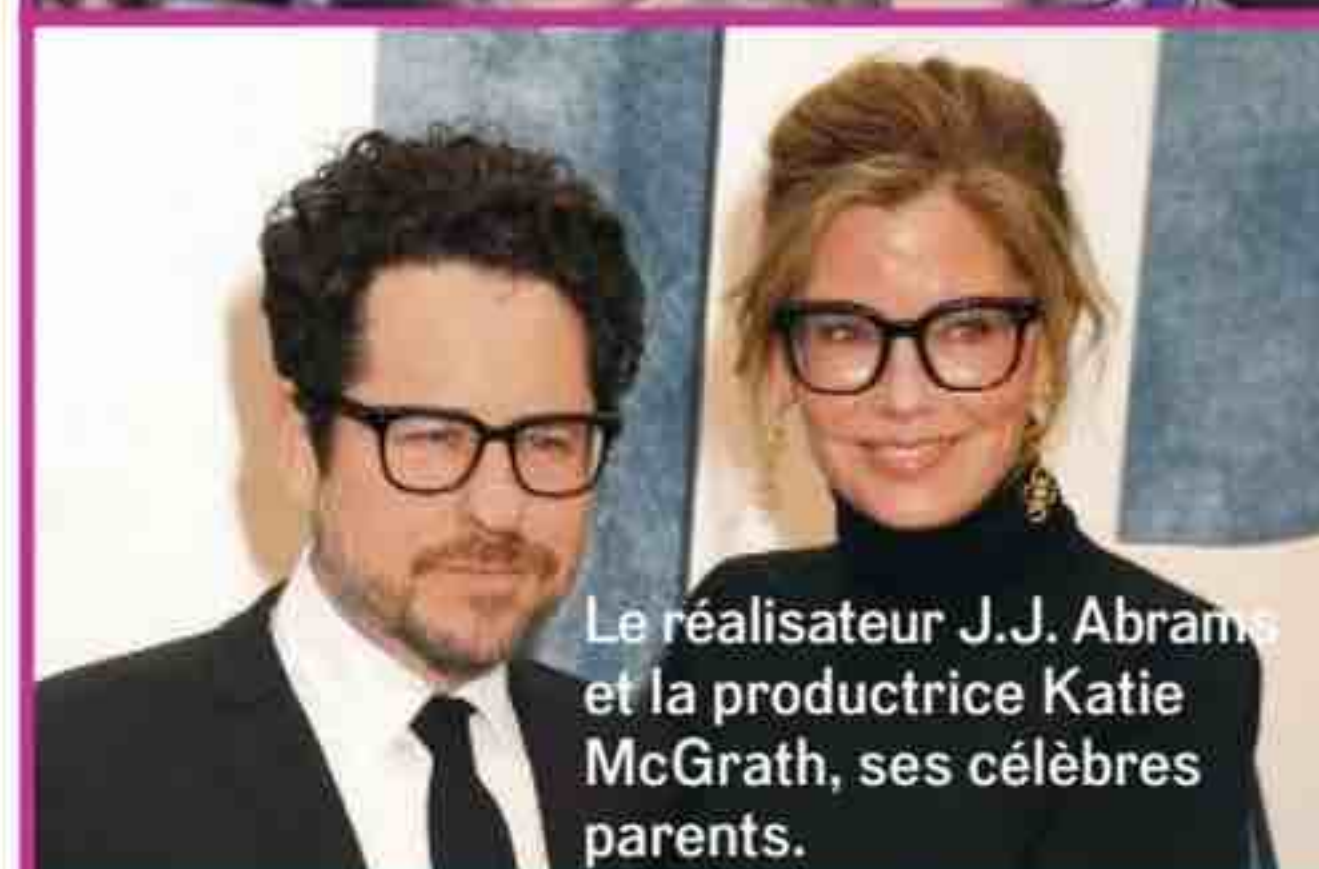 Le réalisateur J.J. Abrams
et la productrice Katie
McGrath, ses célèbres
parents.